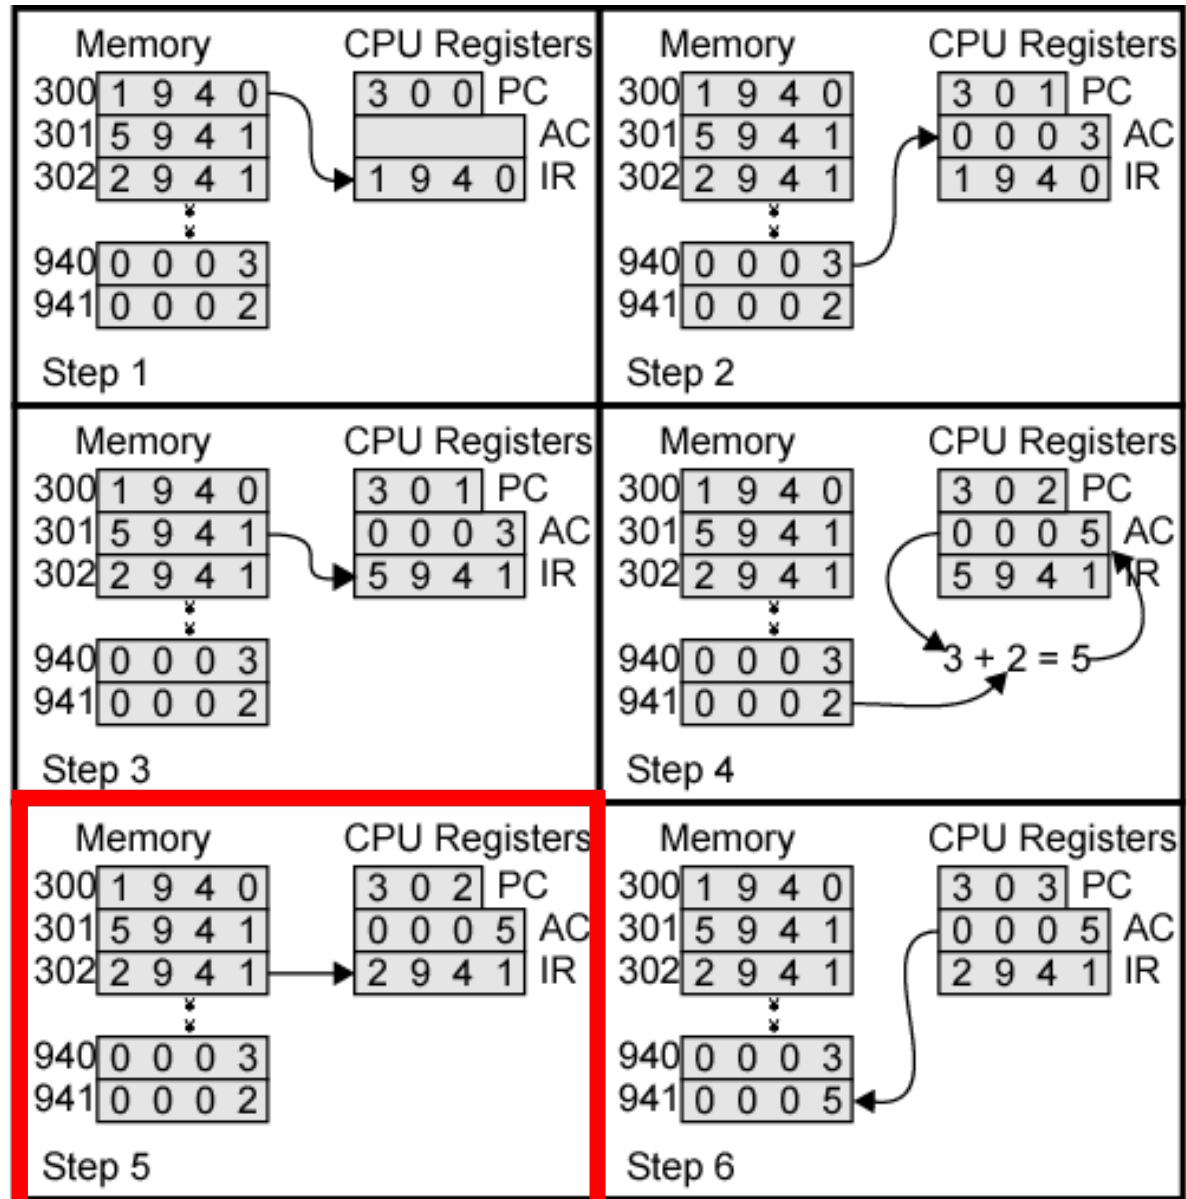 Memory CPU Registers
300 1 9 4 0 3 0 0 PC
301 5 9 4 1 AC
302 2 9 4 1 1 9 4 0 IR
940 0 0 0 3
941 0 0 0 2
Step 1
Memory CPU Registers
300 1 9 4 0 3 0 1 PC
301 5 9 4 1 0 0 0 3 AC
302 2 9 4 1 1 9 4 0 IR
940 0 0 0 3
941 0 0 0 2
Step 2
Memory CPU Registers
300 1 9 4 0 3 0 1 PC
301 5 9 4 1 0 0 0 3 AC
302 2 9 4 1 5 9 4 1 IR
940 0 0 0 3
941 0 0 0 2
Step 3
Memory CPU Registers
300 1 9 4 0 3 0 2 PC
301 5 9 4 1 0 0 0 5 AC
302 2 9 4 1 5 9 4 1 IR
940 0 0 0 3 3 + 2 = 5
941 0 0 0 2
Step 4
Memory CPU Registers
300 1 9 4 0 3 0 2 PC
301 5 9 4 1 0 0 0 5 AC
302 2 9 4 1 2 9 4 1 IR
940 0 0 0 3
941 0 0 0 2
Step 5
Memory CPU Registers
300 1 9 4 0 3 0 3 PC
301 5 9 4 1 0 0 0 5 AC
302 2 9 4 1 2 9 4 1 IR
940 0 0 0 3
941 0 0 0 5
Step 6